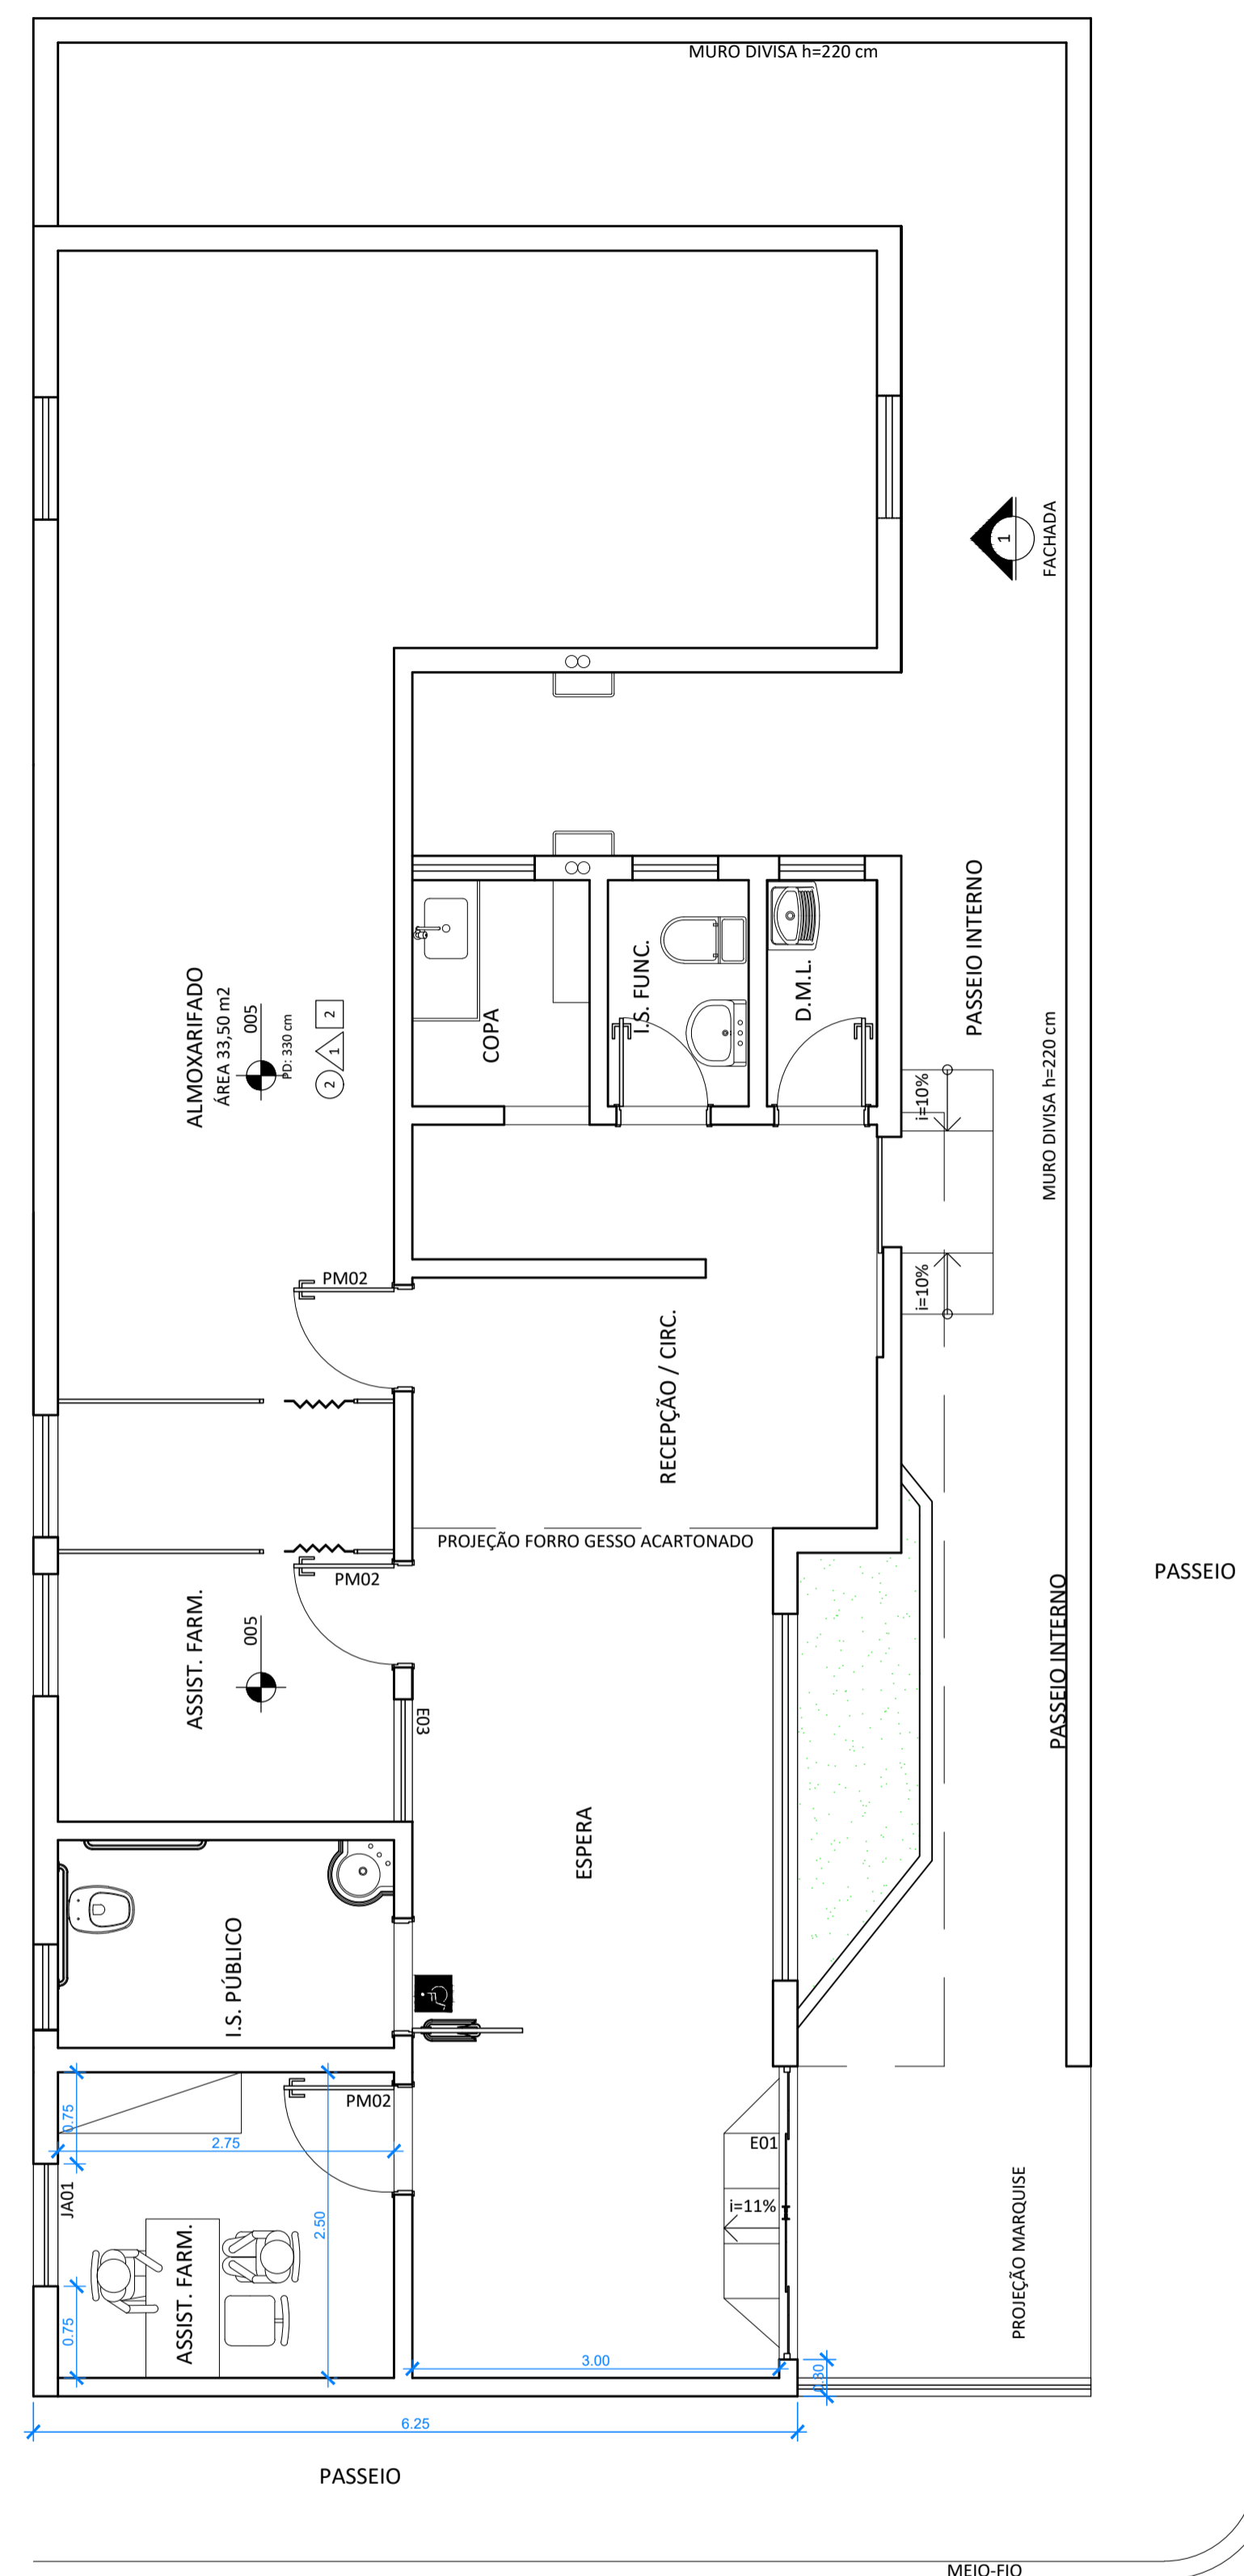 MURO DIVISA h=220 cm
1
FACHADA
ALMOXARIFADO
ÁREA 33,50 m2
005
PD: 330 cm
2
1
2
COPA
I.S. FUNC.
D.M.L.
PASSEIO INTERNO
MURO DIVISA h=220 cm
i=10%
i=10%
PM02
RECEPÇÃO / CIRC.
PROJEÇÃO FORRO GESSO ACARTONADO
PM02
ASSIST. FARM.
005
E03
PASSEIO
PASSEIO INTERNO
ESPERA
I.S. PÚBLICO
PM02
0.75
2.75
JA01
2.50
ASSIST. FARM.
0.75
E01
i=11%
PROJEÇÃO MARQUISE
3.00
6.25
PASSEIO
MEIO-FIO